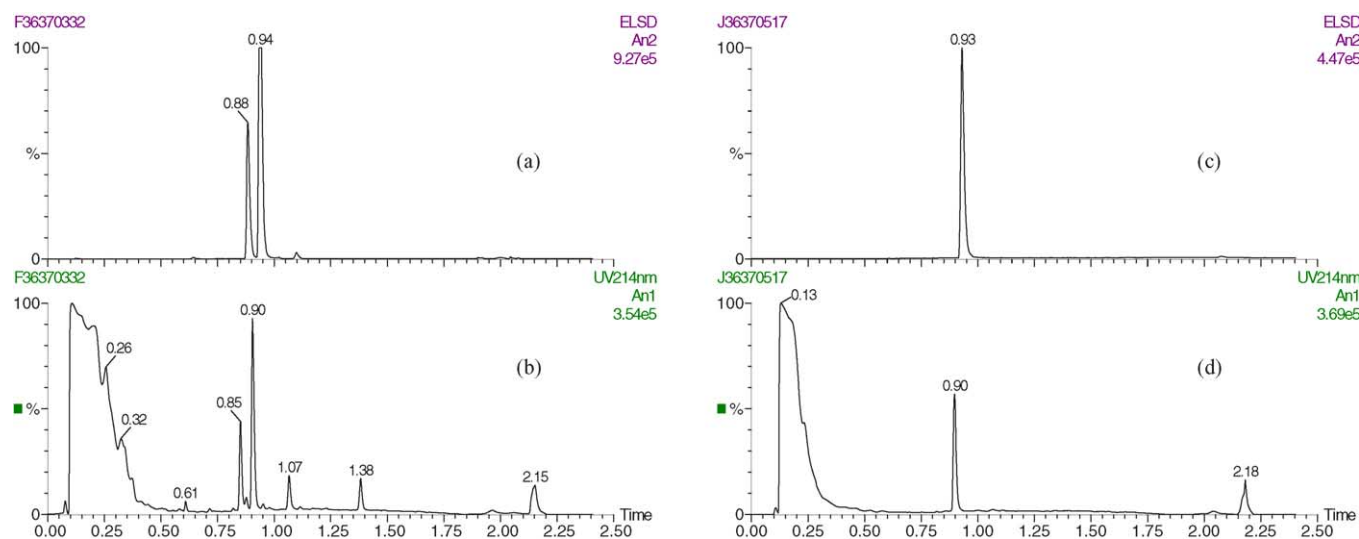 F36370332
ELSD
An2
9.27e5
100
%
0
0.88
0.94
(a)
F36370332
UV214nm
An1
3.54e5
100
%
0
0.26
0.32
0.61
0.85
0.90
1.07
1.38
2.15
(b)
Time
0.00 0.25 0.50 0.75 1.00 1.25 1.50 1.75 2.00 2.25 2.50
J36370517
ELSD
An2
4.47e5
100
%
0
0.93
(c)
J36370517
UV214nm
An1
3.69e5
100
%
0
0.13
0.90
2.18
(d)
Time
0.00 0.25 0.50 0.75 1.00 1.25 1.50 1.75 2.00 2.25 2.50